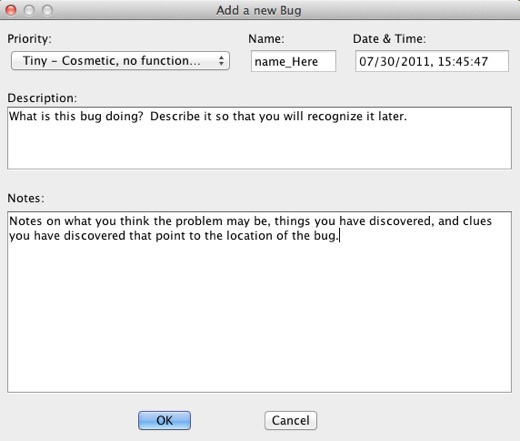 Add a new Bug
Priority: Name: Date & Time:
Tiny – Cosmetic, no function... name_Here 07/30/2011, 15:45:47
Description:
What is this bug doing?  Describe it so that you will recognize it later.
Notes:
Notes on what you think the problem may be, things you have discovered, and clues
you have discovered that point to the location of the bug.
OK Cancel